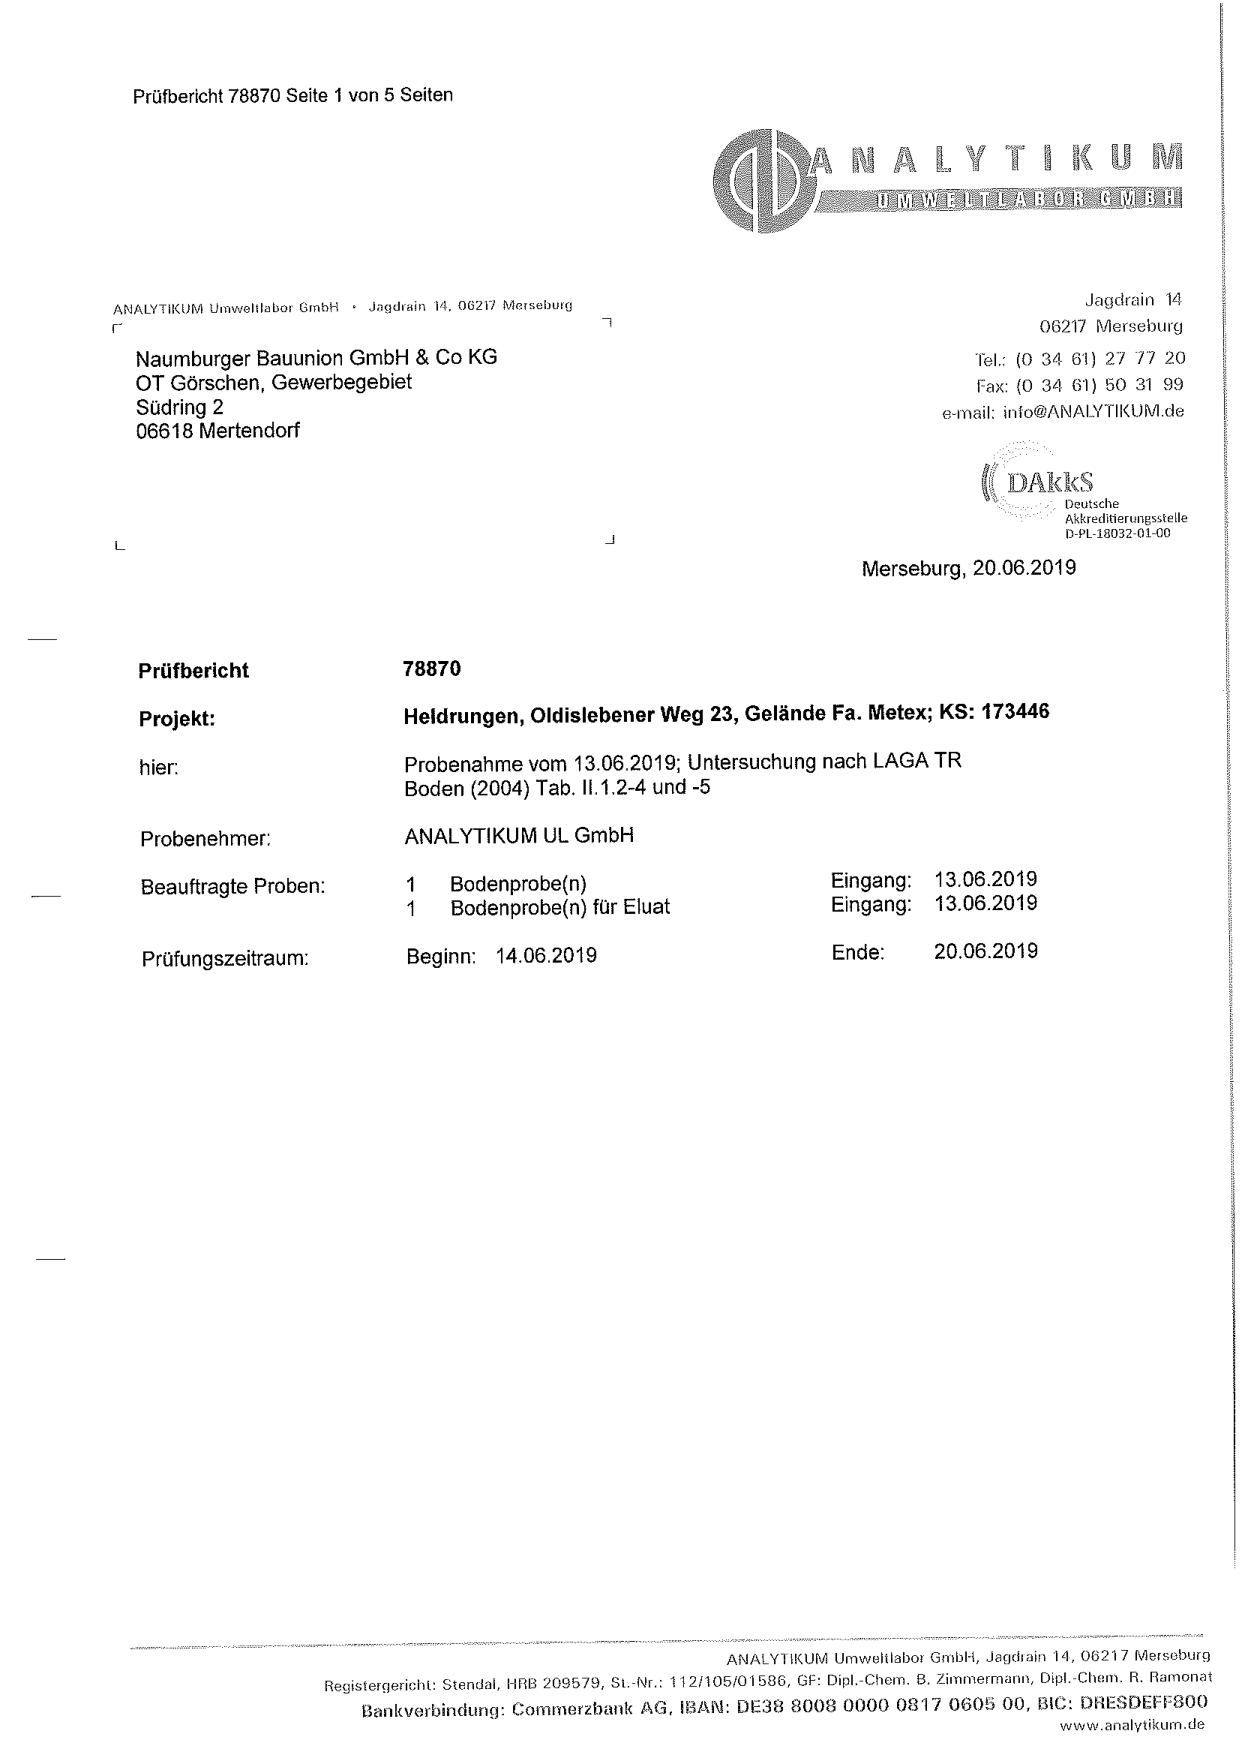 Prüfbericht 78870 Seite 1 von 5 Seiten
ANALYTIKUM
UMWELTLABOR GMBH
ANALYTIKUM Umweltlabor GmbH • Jagdrain 14, 06217 Merseburg
Naumburger Bauunion GmbH & Co KG
OT Görschen, Gewerbegebiet
Südring 2
06618 Mertendorf
Jagdrain 14
06217 Merseburg
Tel.: (0 34 61) 27 77 20
Fax: (0 34 61) 50 31 99
e-mail: info@ANALYTIKUM.de
DAkkS
Deutsche
Akkreditierungsstelle
D-PL-18032-01-00
Merseburg, 20.06.2019
Prüfbericht 78870
Projekt: Heldrungen, Oldislebener Weg 23, Gelände Fa. Metex; KS: 173446
hier: Probenahme vom 13.06.2019; Untersuchung nach LAGA TR
Boden (2004) Tab. II.1.2-4 und -5
Probenehmer: ANALYTIKUM UL GmbH
Beauftragte Proben: 1 Bodenprobe(n) Eingang: 13.06.2019
1 Bodenprobe(n) für Eluat Eingang: 13.06.2019
Prüfungszeitraum: Beginn: 14.06.2019 Ende: 20.06.2019
ANALYTIKUM Umweltlabor GmbH, Jagdrain 14, 06217 Merseburg
Registergericht: Stendal, HRB 209579, St.-Nr.: 112/105/01586, GF: Dipl.-Chem. B. Zimmermann, Dipl.-Chem. R. Ramonat
Bankverbindung: Commerzbank AG, IBAN: DE38 8008 0000 0817 0605 00, BIC: DRESDEFF800
www.analytikum.de